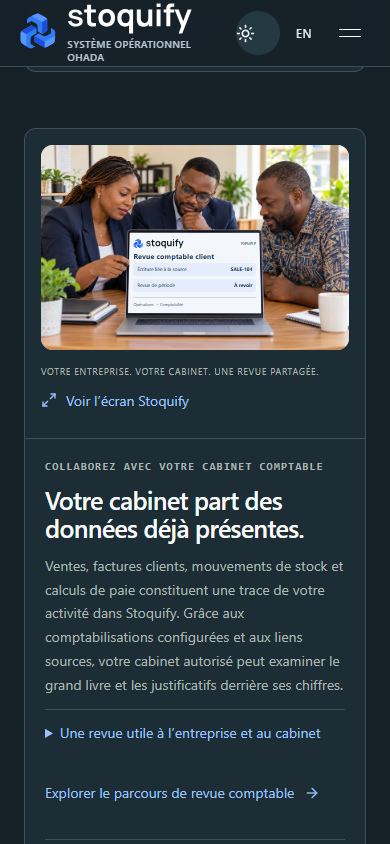 stoquify
SYSTÈME OPÉRATIONNEL
OHADA
EN
stoquify
Revue comptable client
Écriture liée à la source SALE-104
Revue de période À revoir
Opérations → Comptabilité
VOTRE ENTREPRISE. VOTRE CABINET. UNE REVUE PARTAGÉE.
Voir l’écran Stoquify
COLLABOREZ AVEC VOTRE CABINET COMPTABLE
Votre cabinet part des
données déjà présentes.
Ventes, factures clients, mouvements de stock et
calculs de paie constituent une trace de votre
activité dans Stoquify. Grâce aux
comptabilisations configurées et aux liens
sources, votre cabinet autorisé peut examiner le
grand livre et les justificatifs derrière ses chiffres.
Une revue utile à l’entreprise et au cabinet
Explorer le parcours de revue comptable